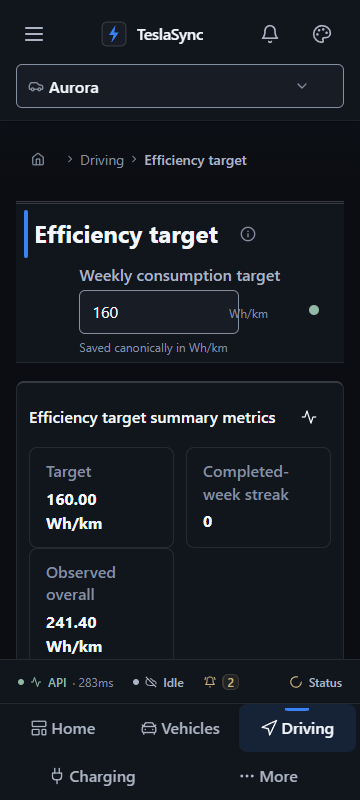 TeslaSync
Aurora
Driving
Efficiency target
Efficiency target
Weekly consumption target
160
Wh/km
Saved canonically in Wh/km
Efficiency target summary metrics
Target
160.00
Wh/km
Completed-
week streak
0
Observed
overall
241.40
Wh/km
API · 283ms
Idle
2
Status
Home
Vehicles
Driving
Charging
More